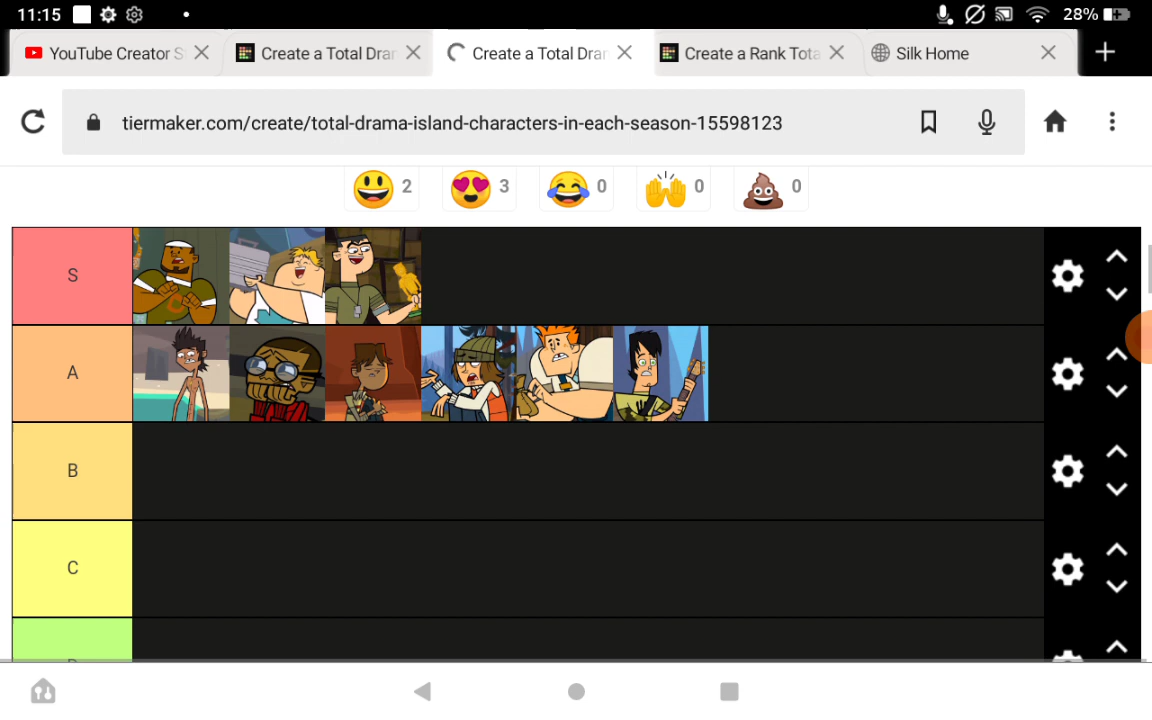 11:15
28%
YouTube Creator S
Create a Total Drar
Create a Total Drar
Create a Rank Tota
Silk Home
tiermaker.com/create/total-drama-island-characters-in-each-season-15598123
2
3
0
0
0
S
A
B
C
D